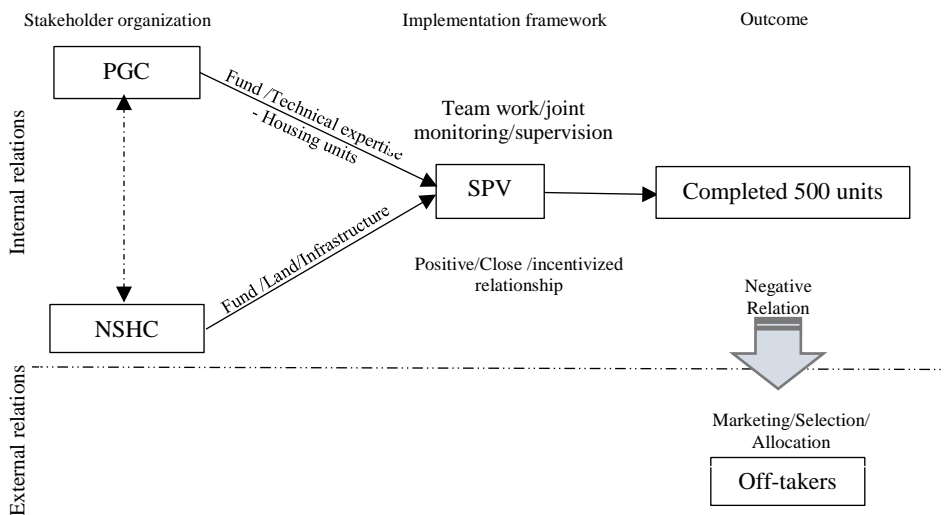 Stakeholder organization
Implementation framework
Outcome
PGC
Fund /Technical expertise
- Housing units
Team work/joint
monitoring/supervision
Internal relations
SPV
Completed 500 units
Fund /Land/Infrastructure
Positive/Close /incentivized
relationship
Negative
Relation
NSHC
External relations
Marketing/Selection/
Allocation
Off-takers